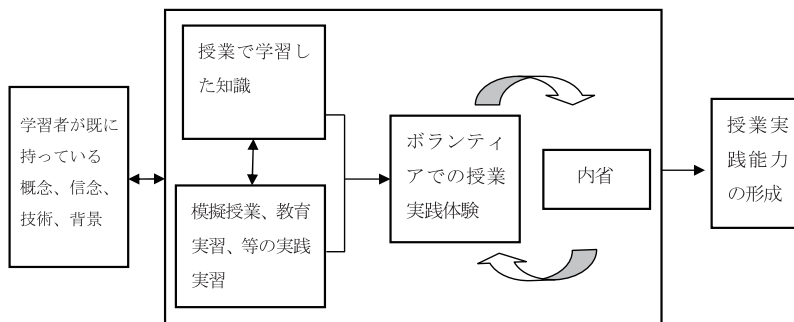 学習者が既に
持っている
概念、信念、
技術、背景
授業で学習し
た知識
模擬授業、教育
実習、等の実践
実習
ボランティ
アでの授業
実践体験
内省
授業実
践能力
の形成